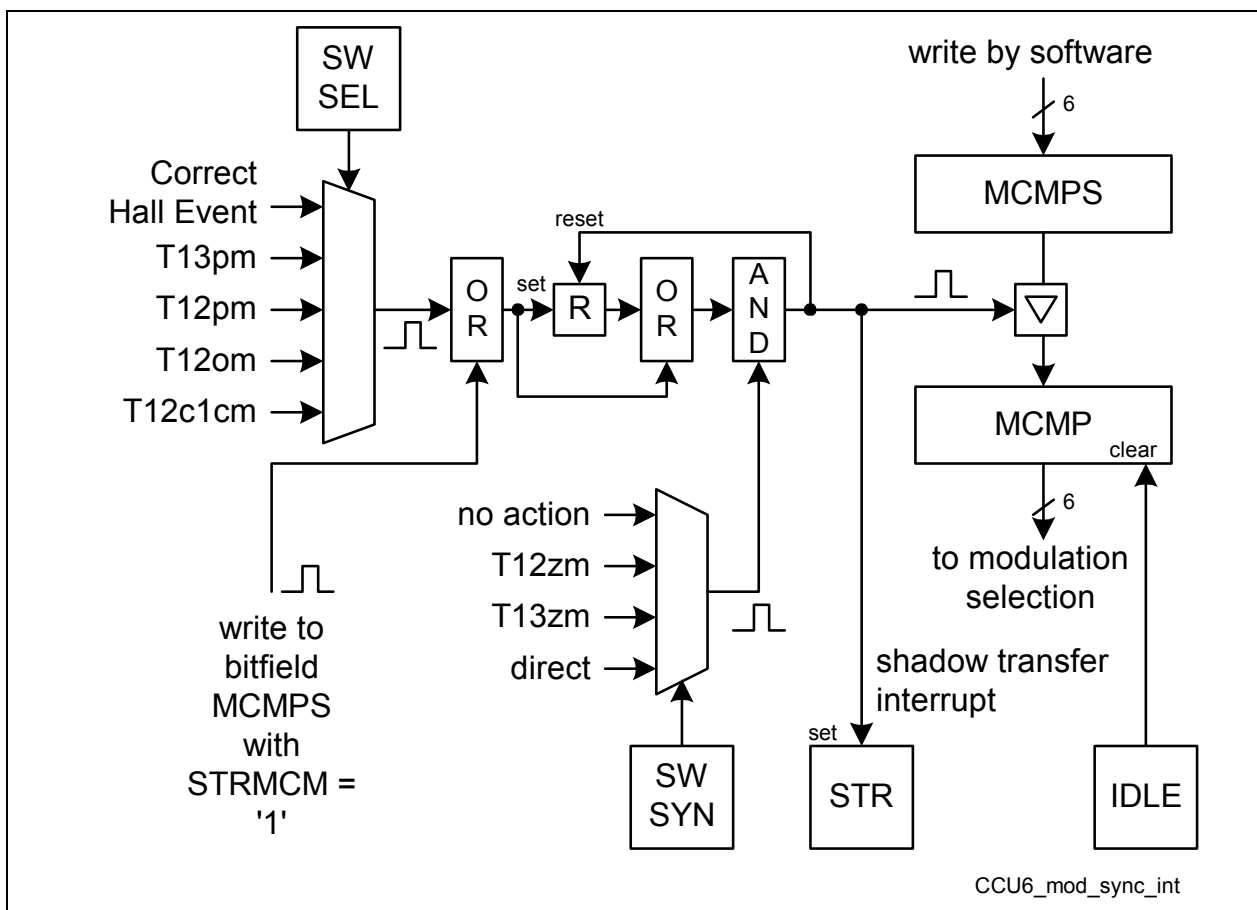 SW
SEL
write by software
6
Correct
Hall Event
T13pm
T12pm
T12om
T12c1cm
MCMPS
reset
O
R
set
R
O
R
A
N
D
MCMP
clear
6
to modulation
selection
no action
T12zm
T13zm
direct
write to
bitfield
MCMPS
with
STRMCM =
'1'
shadow transfer
interrupt
set
SW
SYN
STR
IDLE
CCU6_mod_sync_int